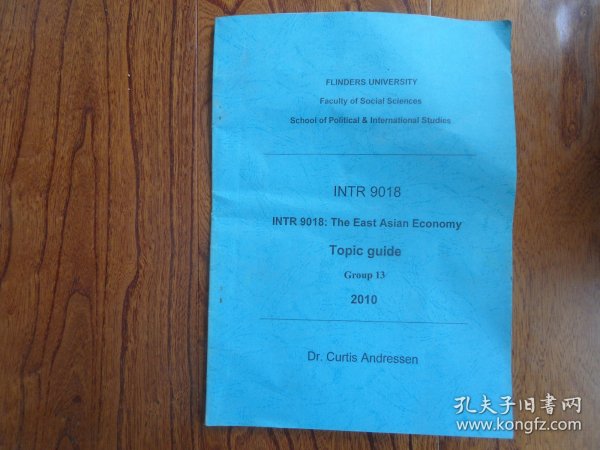 FLINDERS UNIVERSITY
Faculty of Social Sciences
School of Political & International Studies
INTR 9018
INTR 9018: The East Asian Economy
Topic guide
Group 13
2010
Dr. Curtis Andressen
孔夫子旧书网
www.kongfz.com